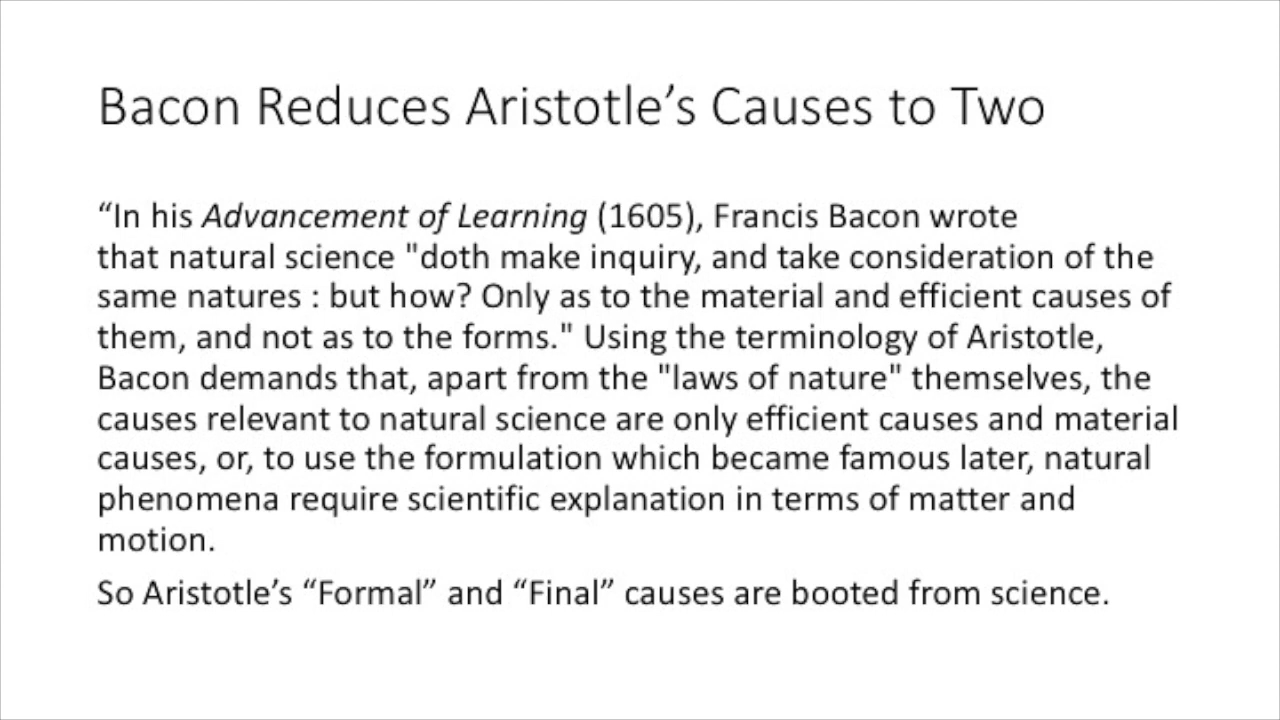 Bacon Reduces Aristotle’s Causes to Two
“In his Advancement of Learning (1605), Francis Bacon wrote
that natural science "doth make inquiry, and take consideration of the
same natures : but how? Only as to the material and efficient causes of
them, and not as to the forms." Using the terminology of Aristotle,
Bacon demands that, apart from the "laws of nature" themselves, the
causes relevant to natural science are only efficient causes and material
causes, or, to use the formulation which became famous later, natural
phenomena require scientific explanation in terms of matter and
motion.
So Aristotle’s “Formal” and “Final” causes are booted from science.